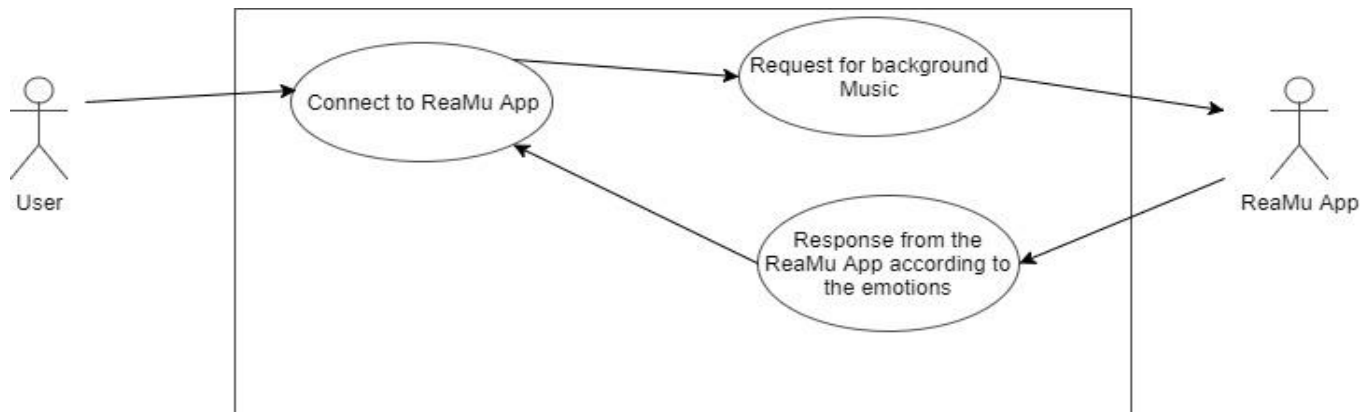 Request for background
Music
Connect to ReaMu App
User
ReaMu App
Response from the
ReaMu App according to
the emotions